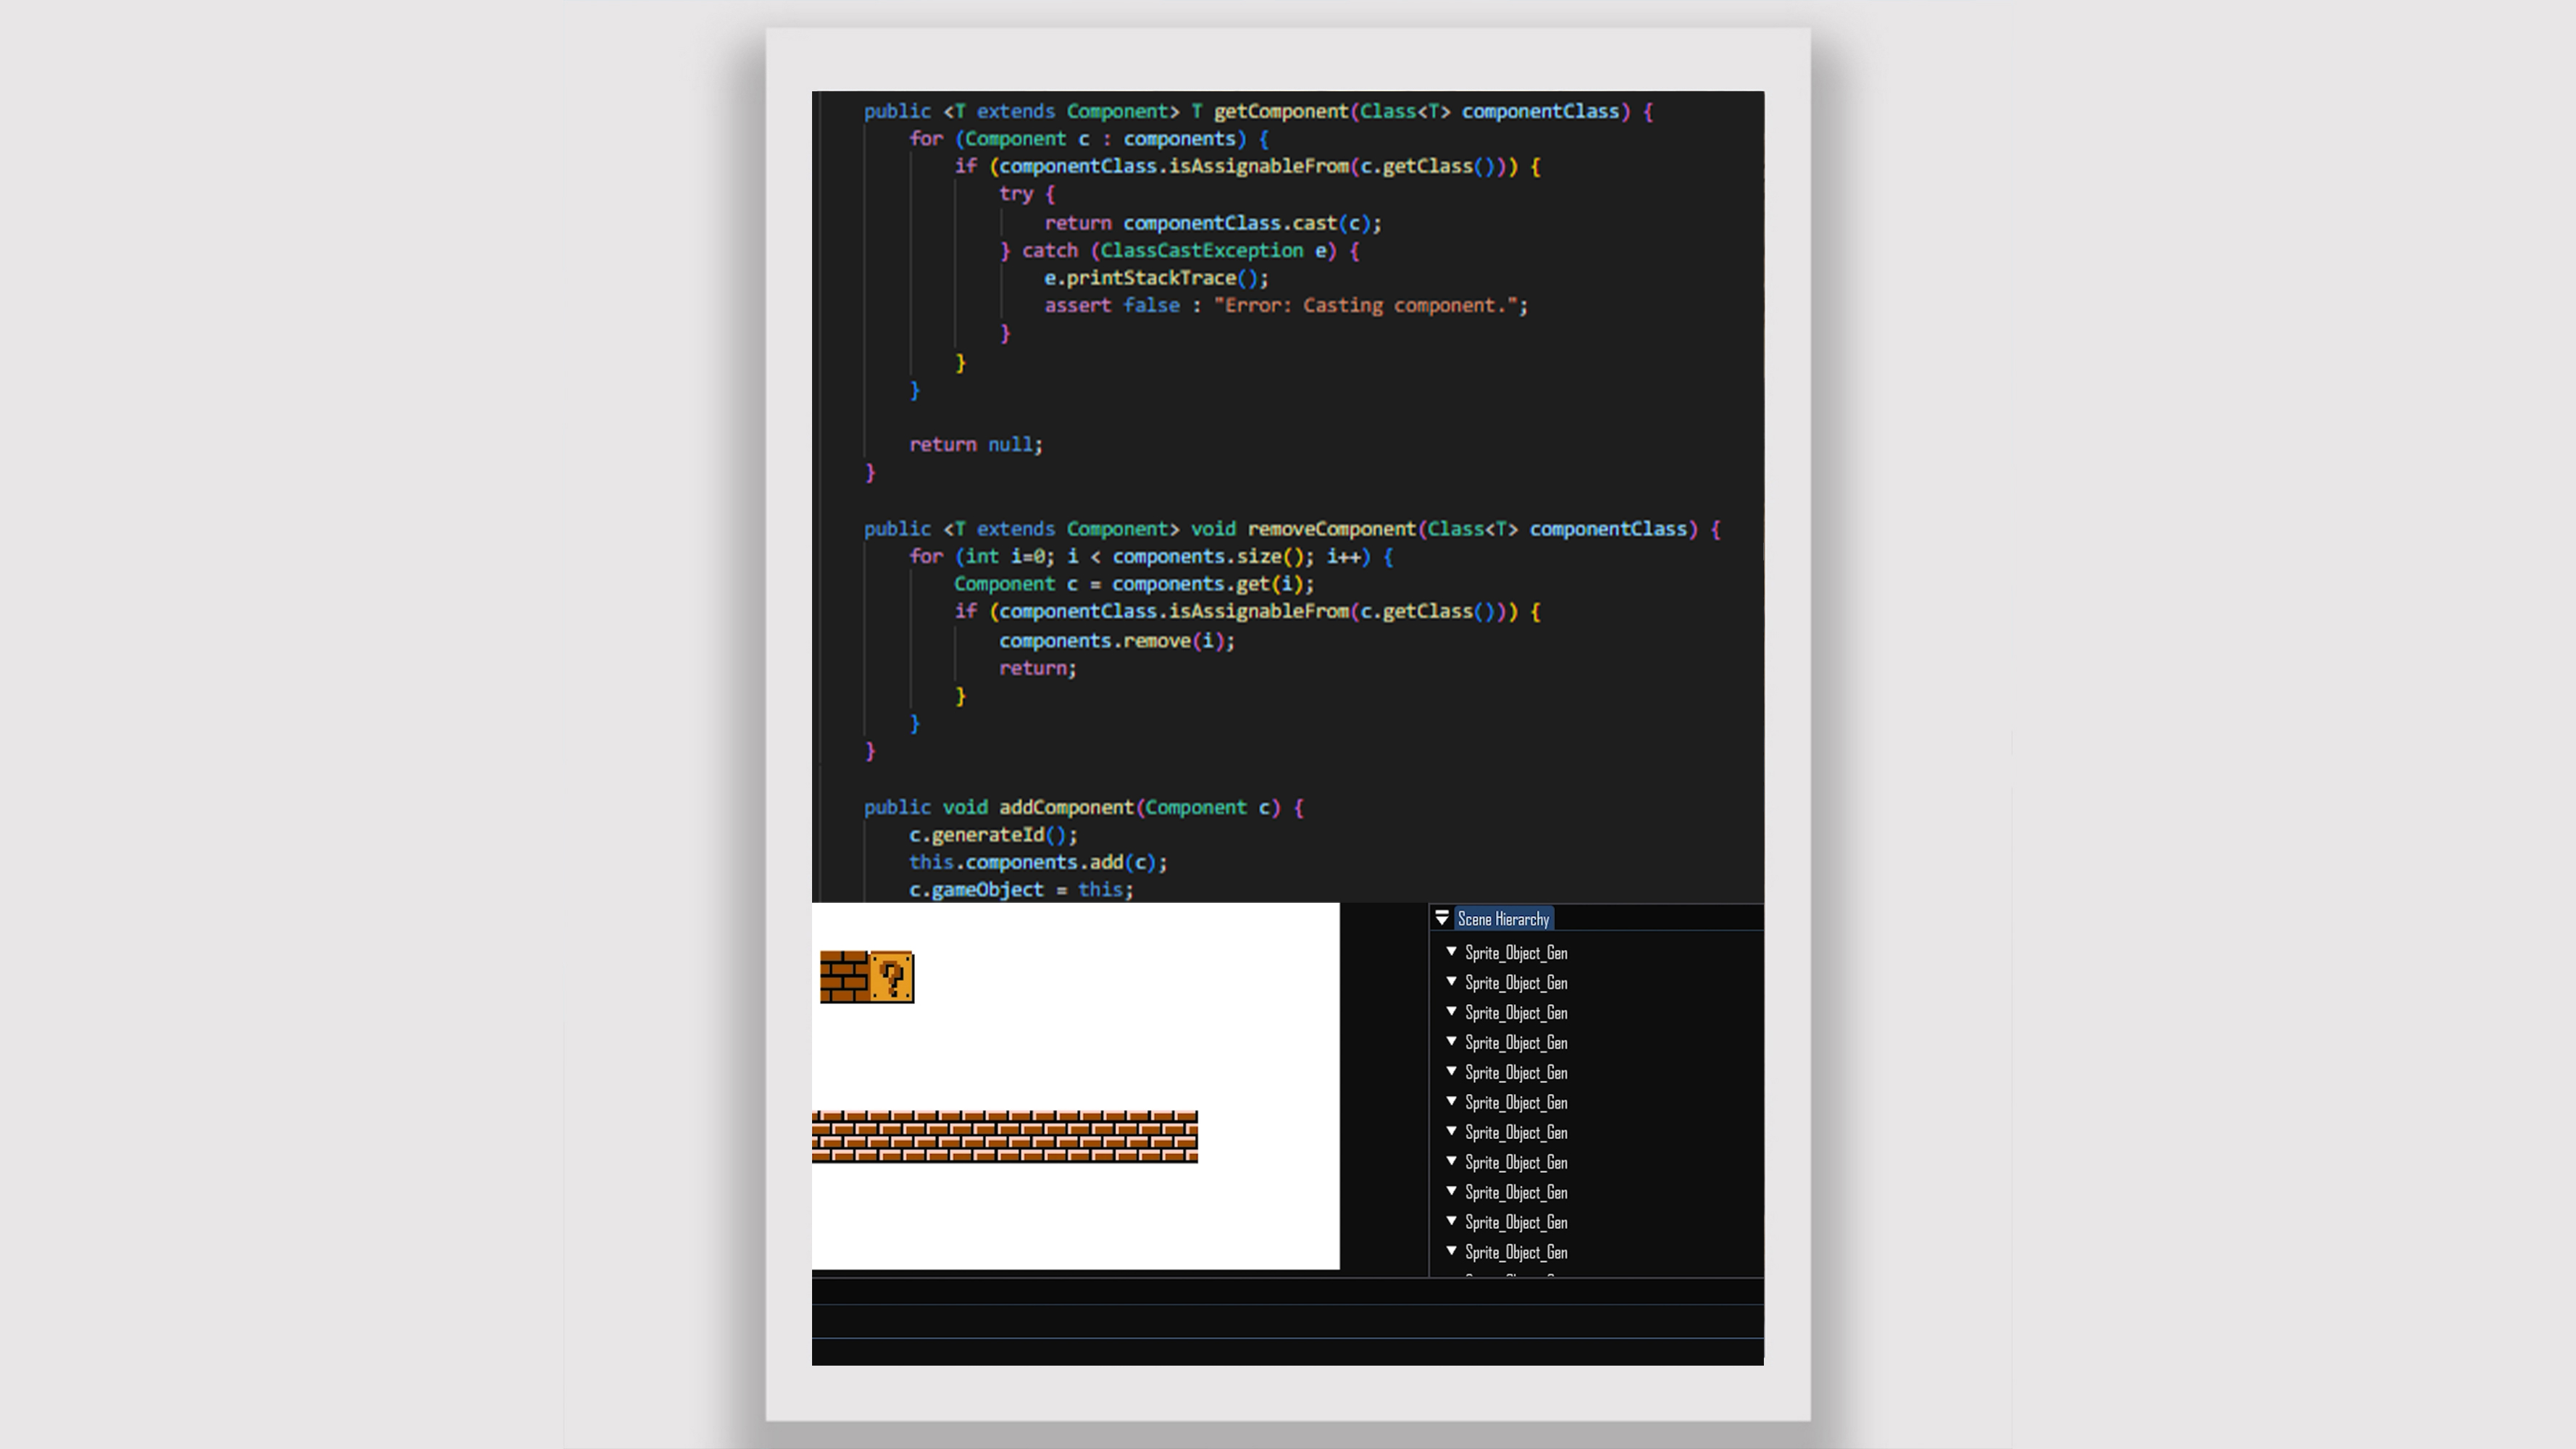 public <T extends Component> T getComponent(Class<T> componentClass) {
for (Component c : components) {
if (componentClass.isAssignableFrom(c.getClass())) {
try {
return componentClass.cast(c);
} catch (ClassCastException e) {
e.printStackTrace();
assert false : "Error: Casting component.";
}
}
}
return null;
}
public <T extends Component> void removeComponent(Class<T> componentClass) {
for (int i=0; i < components.size(); i++) {
Component c = components.get(i);
if (componentClass.isAssignableFrom(c.getClass())) {
components.remove(i);
return;
}
}
}
public void addComponent(Component c) {
c.generateId();
this.components.add(c);
c.gameObject = this;
?
Scene Hierarchy
Sprite_Object_Gen
Sprite_Object_Gen
Sprite_Object_Gen
Sprite_Object_Gen
Sprite_Object_Gen
Sprite_Object_Gen
Sprite_Object_Gen
Sprite_Object_Gen
Sprite_Object_Gen
Sprite_Object_Gen
Sprite_Object_Gen